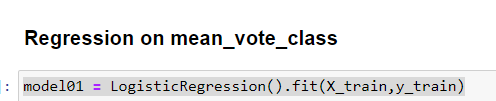 Regression on mean_vote_class
]: model01 = LogisticRegression().fit(X_train,y_train)